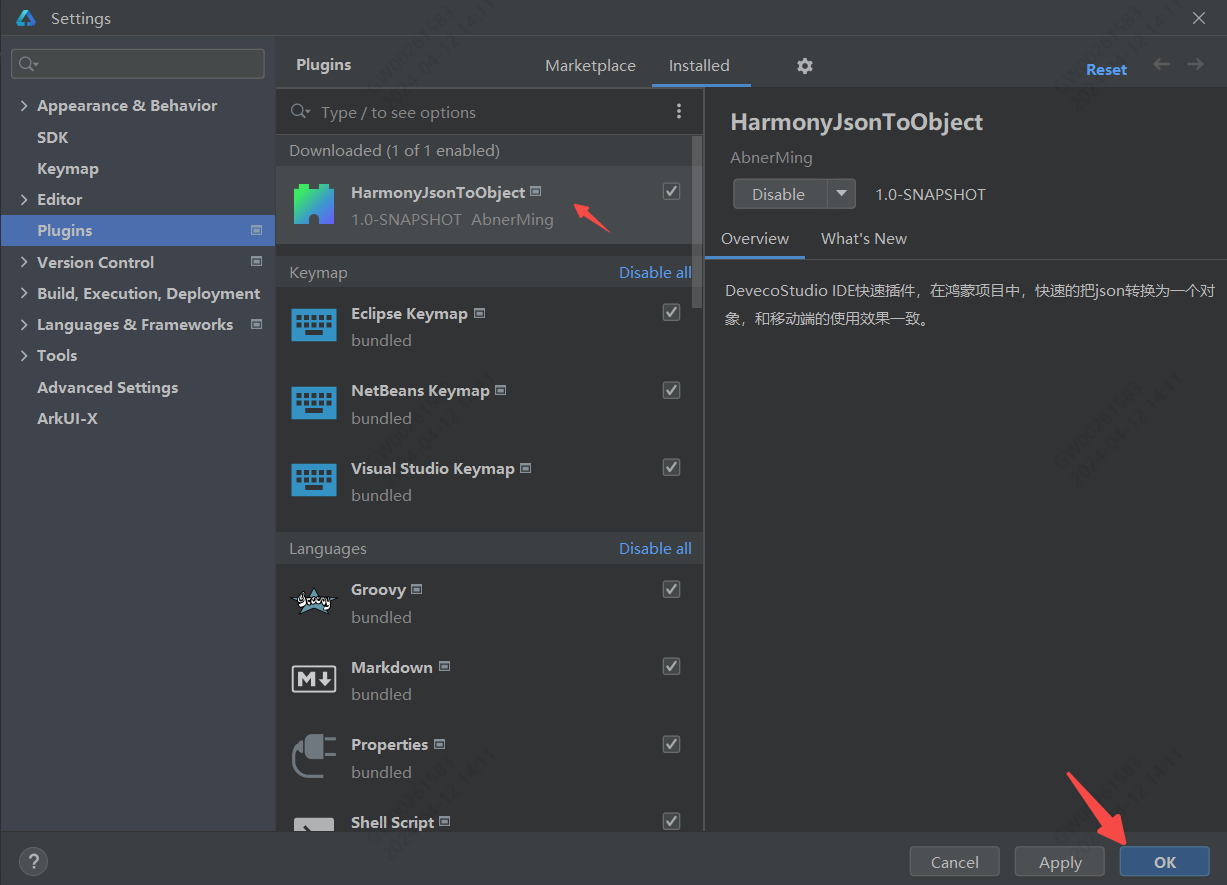 Settings
Plugins
Marketplace
Installed
Reset
Appearance & Behavior
SDK
Keymap
Editor
Plugins
Version Control
Build, Execution, Deployment
Languages & Frameworks
Tools
Advanced Settings
ArkUI-X
Type / to see options
Downloaded (1 of 1 enabled)
HarmonyJsonToObject
1.0-SNAPSHOT AbnerMing
Keymap Disable all
Eclipse Keymap
bundled
NetBeans Keymap
bundled
Visual Studio Keymap
bundled
Languages Disable all
Groovy
bundled
Markdown
bundled
Properties
bundled
Shell Script
HarmonyJsonToObject
AbnerMing
Disable 1.0-SNAPSHOT
Overview What's New
DevecoStudio IDE快速插件，在鸿蒙项目中，快速的把json转换为一个对
象，和移动端的使用效果一致。
?
Cancel
Apply
OK